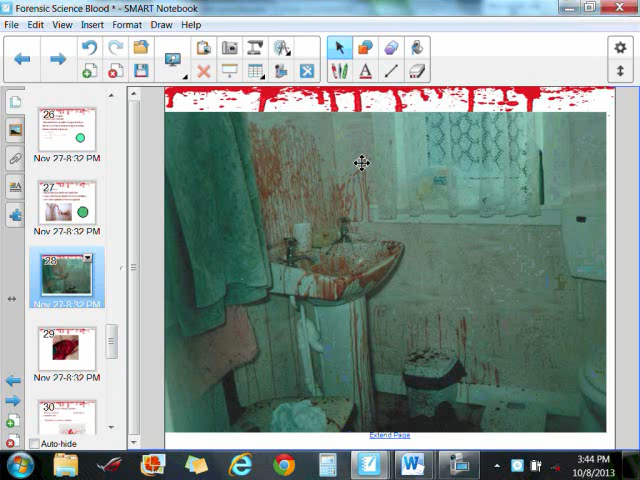 Forensic Science Blood * - SMART Notebook
File Edit View Insert Format Draw Help
26
Nov 27-8:32 PM
27
Nov 27-8:32 PM
28
Nov 27-8:32 PM
29
Nov 27-8:32 PM
30
Auto-hide
Extend Page
3:44 PM
10/8/2013